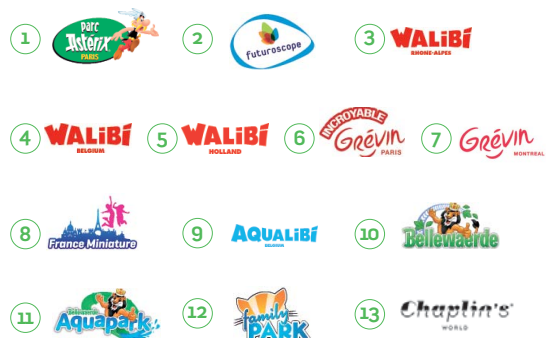 1
Parc
Astérix
PARIS
2
futuroscope
3
WALiBi
RHONE-ALPES
4
WALiBi
BELGIUM
5
WALiBi
HOLLAND
6
INCROYABLE
GRéVIN
PARIS
7
GRéVIN
MONTREAL
8
France Miniature
9
AQUALiBi
BELGIUM
10
Bellewaerde
11
Bellewaerde
Aquapark
12
family
PARK
13
Chaplin's
WORLD